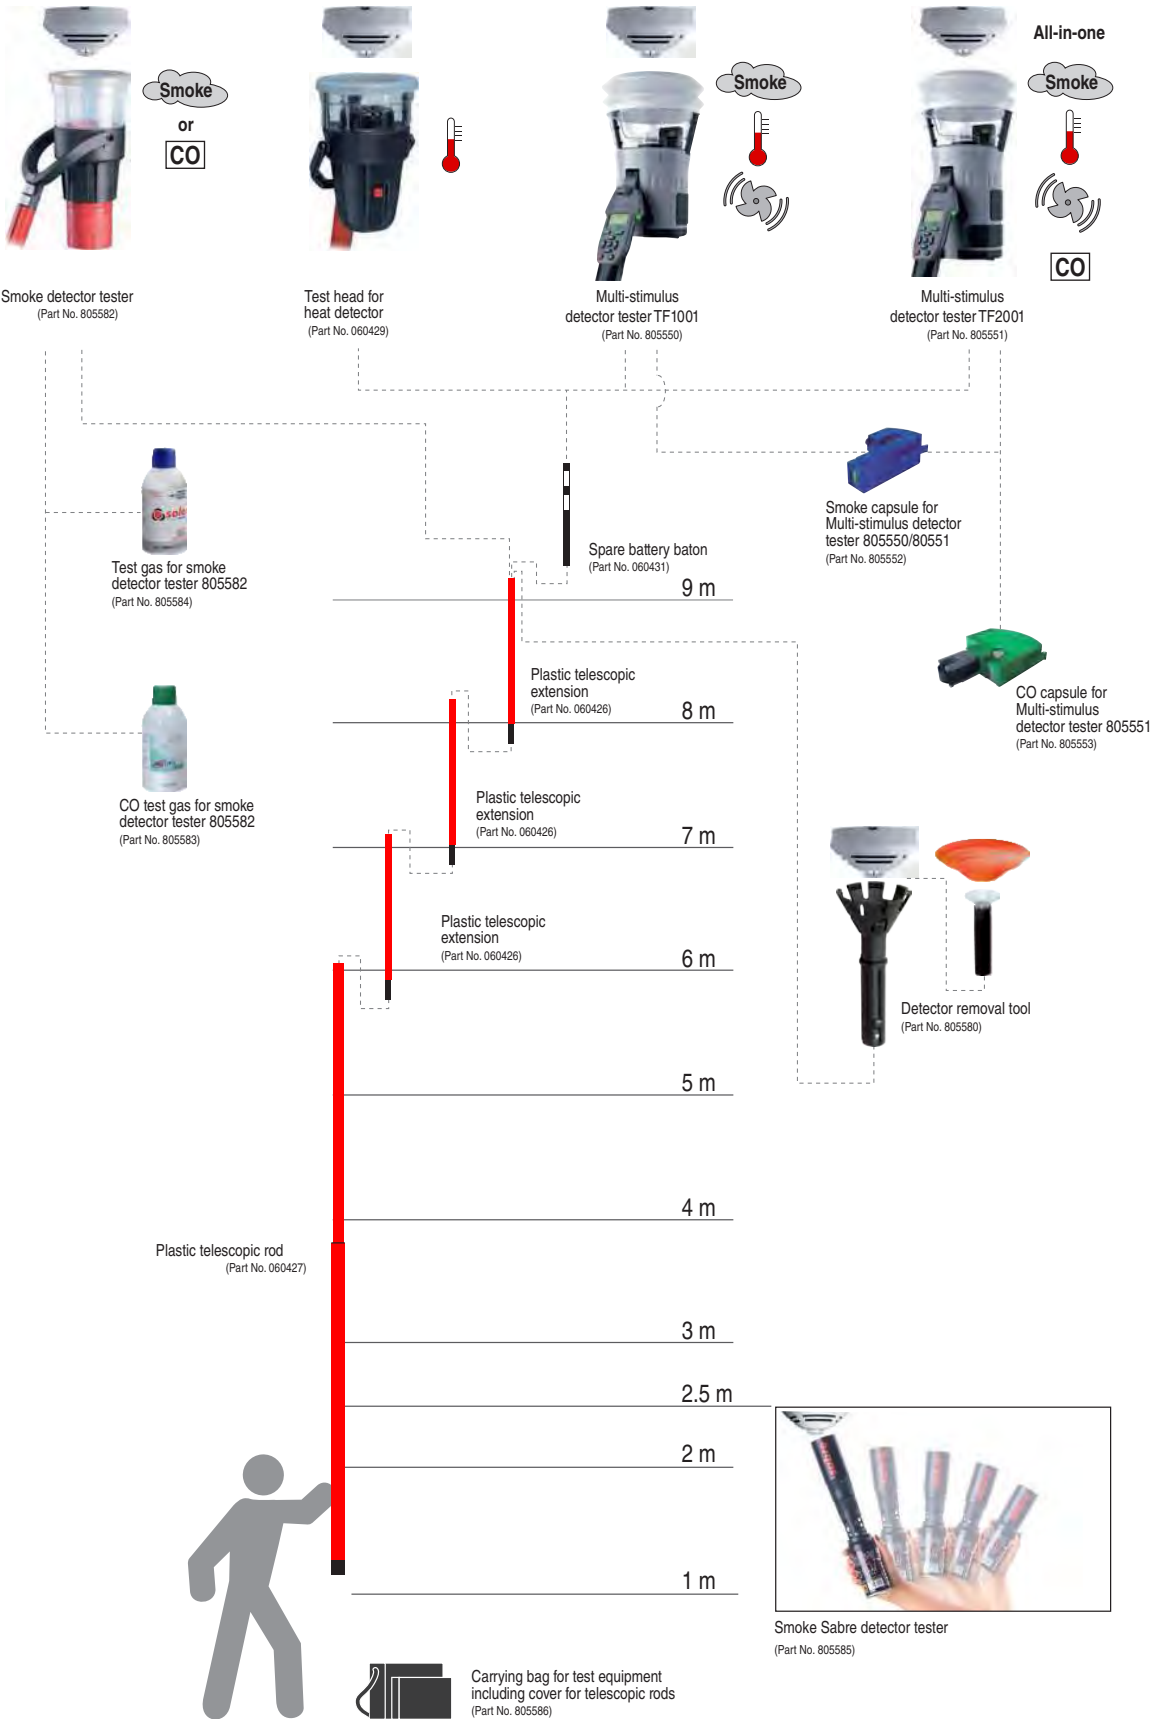 All-in-one
Smoke
or
CO
Smoke
Smoke
CO
Smoke detector tester
(Part No. 805582)
Test head for
heat detector
(Part No. 060429)
Multi-stimulus
detector tester TF1001
(Part No. 805550)
Multi-stimulus
detector tester TF2001
(Part No. 805551)
Test gas for smoke
detector tester 805582
(Part No. 805584)
CO test gas for smoke
detector tester 805582
(Part No. 805583)
Spare battery baton
(Part No. 060431)
Smoke capsule for
Multi-stimulus detector
tester 805550/80551
(Part No. 805552)
CO capsule for
Multi-stimulus
detector tester 805551
(Part No. 805553)
9 m
Plastic telescopic
extension
(Part No. 060426)
8 m
Plastic telescopic
extension
(Part No. 060426)
7 m
Plastic telescopic
extension
(Part No. 060426)
6 m
Detector removal tool
(Part No. 805580)
5 m
4 m
Plastic telescopic rod
(Part No. 060427)
3 m
2.5 m
2 m
1 m
Smoke Sabre detector tester
(Part No. 805585)
Carrying bag for test equipment
including cover for telescopic rods
(Part No. 805586)